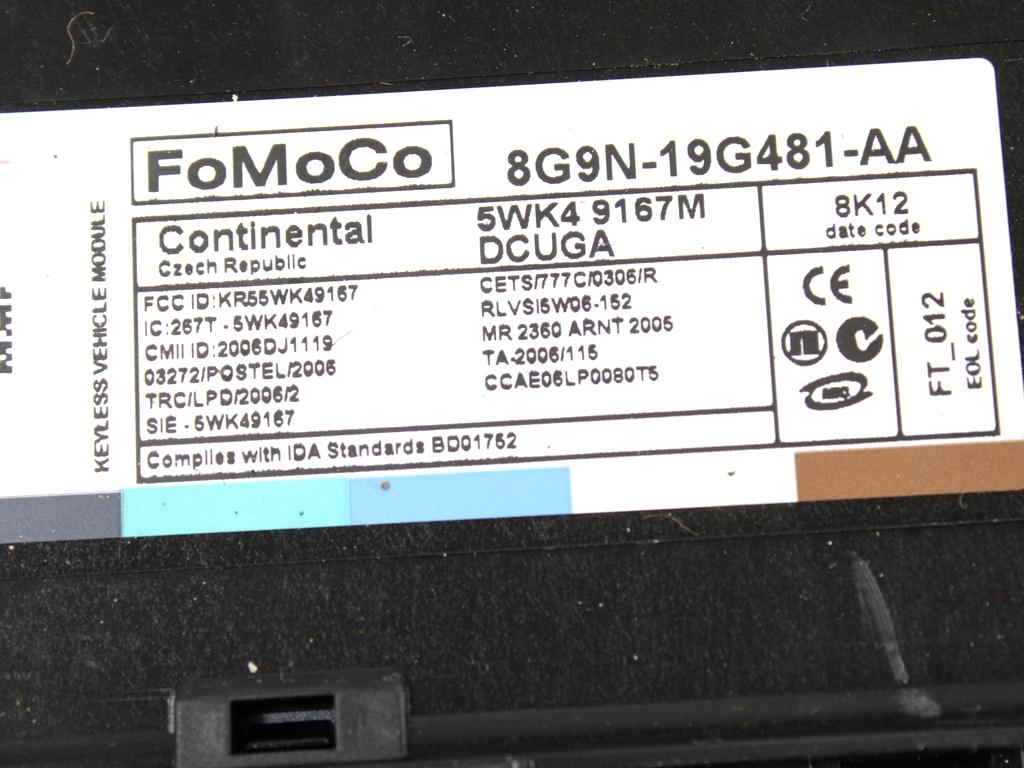 FoMoCo
8G9N-19G481-AA
KEYLESS VEHICLE MODULE
Continental
Czech Republic
5WK4 9167M
DCUGA
8K12
date code
FCC ID:KR55WK49167
IC:267T - 5WK49167
CMII ID:2006DJ1119
03272/POSTEL/2006
TRC/LPD/2006/2
SIE - 5WK49167
CETS/777C/0306/R
RLVSI5W06-152
MR 2360 ARNT 2005
TA-2006/115
CCAE06LP0080T5
CE
FT_012
EOL code
Complies with IDA Standards BD01752